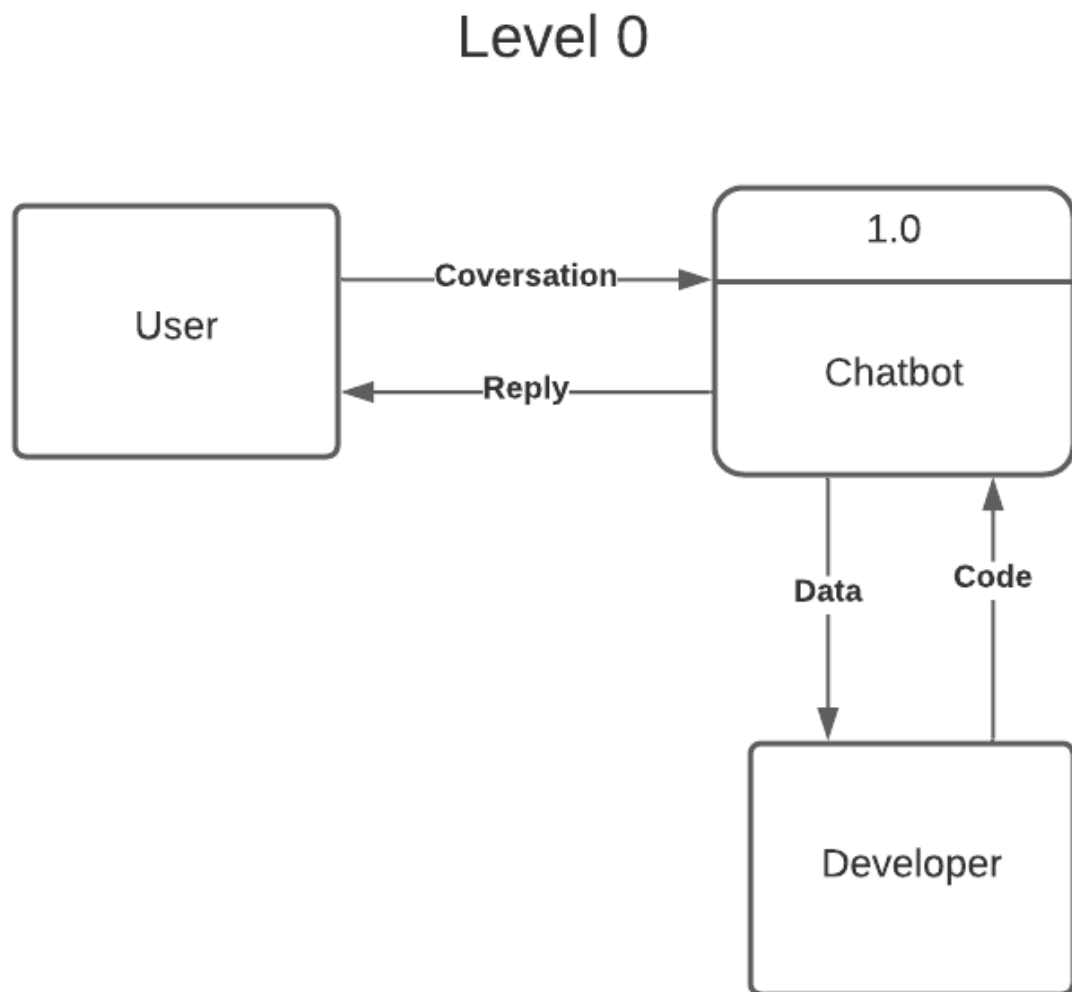 Level 0
1.0
User
Coversation
Chatbot
Reply
Data
Code
Developer